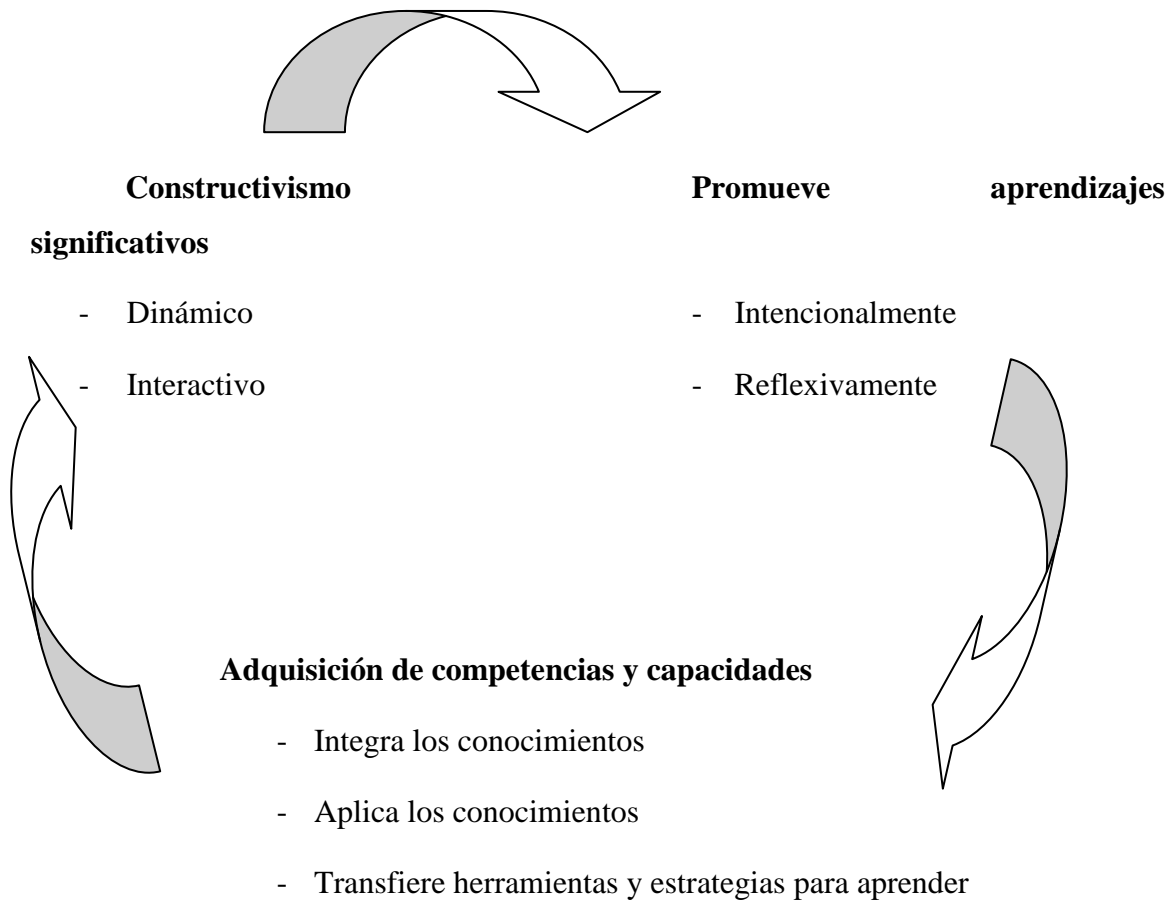 Constructivismo Promueve aprendizajes
significativos
- Dinámico - Intencionalmente
- Interactivo - Reflexivamente
Adquisición de competencias y capacidades
- Integra los conocimientos
- Aplica los conocimientos
- Transfiere herramientas y estrategias para aprender